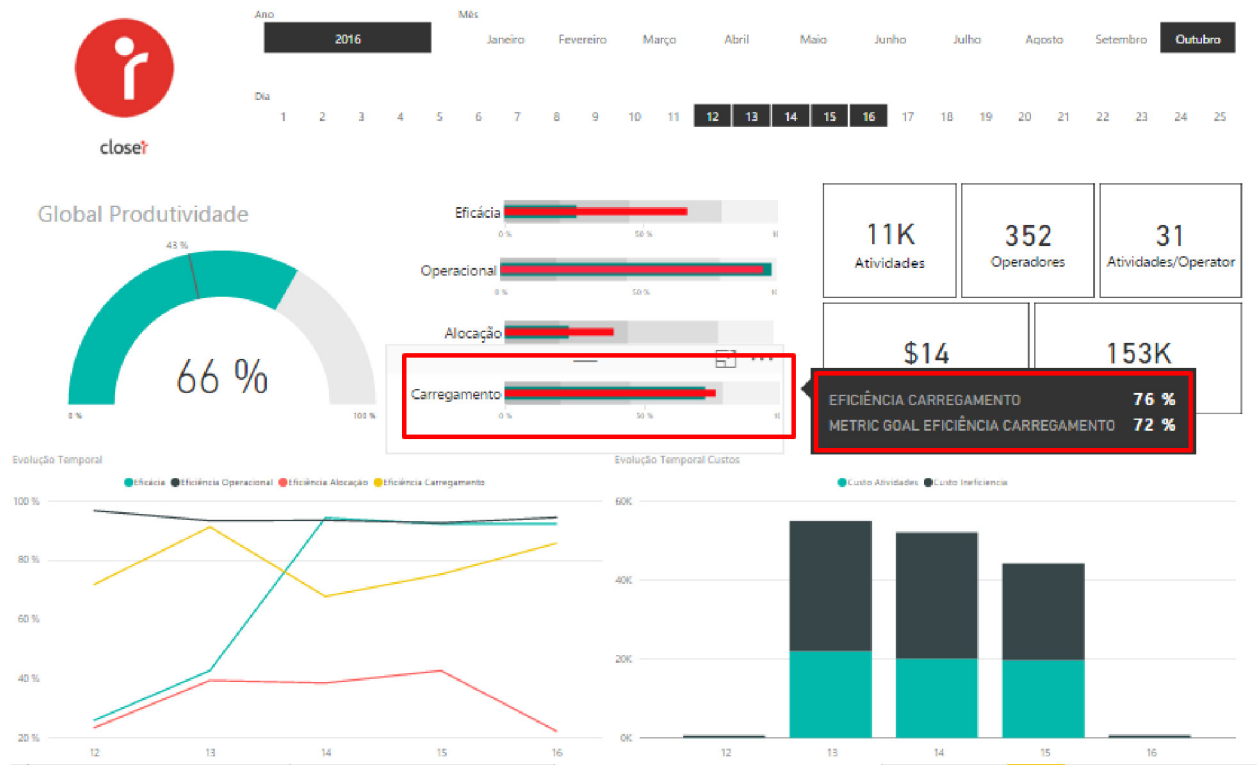 Ano
Mês
2016
Janeiro Fevereiro Março Abril Maio Junho Julho Agosto Setembro Outubro
Dia
1 2 3 4 5 6 7 8 9 10 11 12 13 14 15 16 17 18 19 20 21 22 23 24 25
closer
Global Produtividade
43 %
66 %
0 % 100 %
Eficácia
0 % 50 %
Operacional
0 % 50 %
Alocação
Carregamento
0 % 50 %
11K
Atividades
352
Operadores
31
Atividades/Operator
$14
153K
EFICIÊNCIA CARREGAMENTO 76 %
METRIC GOAL EFICIÊNCIA CARREGAMENTO 72 %
Evolução Temporal
Eficácia Eficiência Operacional Eficiência Alocação Eficiência Carregamento
100 %
80 %
60 %
40 %
20 %
12 13 14 15 16
Evolução Temporal Custos
Custo Atividades Custo Ineficiencia
60K
40K
20K
0K
12 13 14 15 16